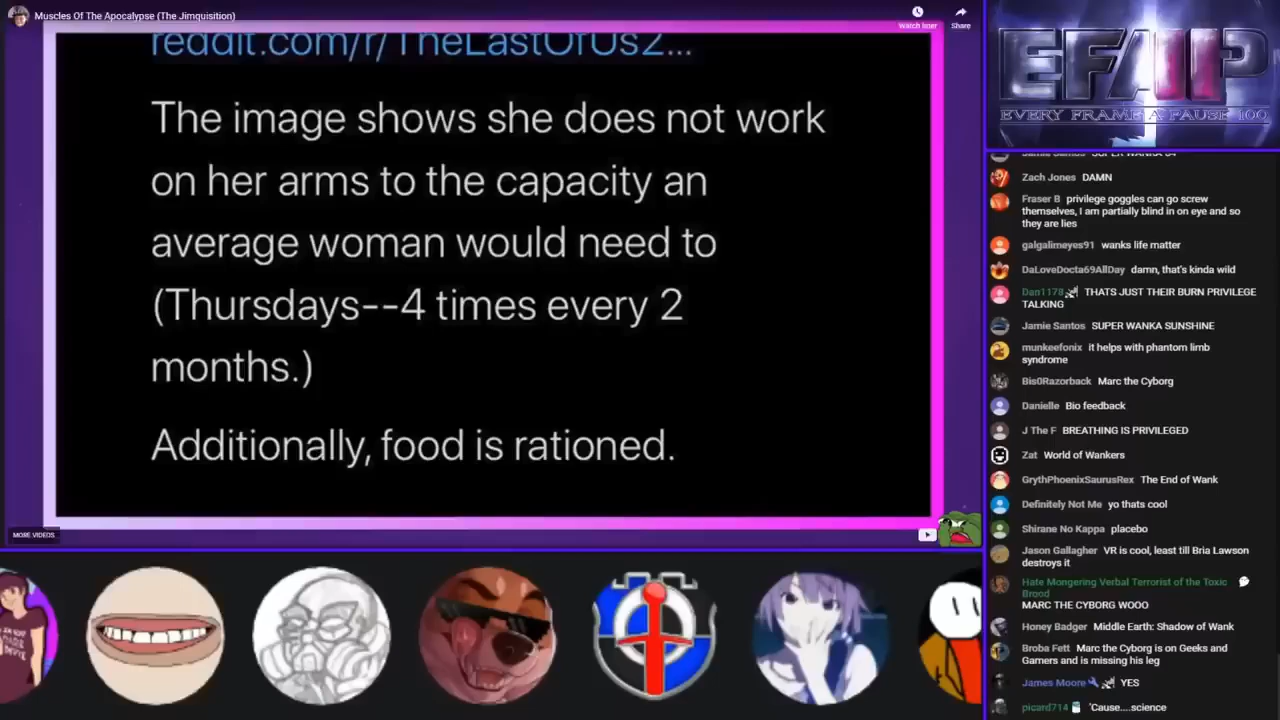 Muscles Of The Apocalypse (The Jimquisition)
Watch later
Share
reddit.com/r/TheLastOfUs2...
The image shows she does not work
on her arms to the capacity an
average woman would need to
(Thursdays--4 times every 2
months.)
Additionally, food is rationed.
MORE VIDEOS
EFAP
EVERY FRAME A PAUSE 100
Zach Jones DAMN
Fraser B privilege goggles can go screw
themselves, I am partially blind in on eye and so
they are lies
galgalimeyes91 wanks life matter
DaLoveDocta69AllDay damn, that's kinda wild
Dan1178 THATS JUST THEIR BURN PRIVILEGE
TALKING
Jamie Santos SUPER WANKA SUNSHINE
munkeefonix it helps with phantom limb
syndrome
Bis0Razorback Marc the Cyborg
Danielle Bio feedback
J The F BREATHING IS PRIVILEGED
Zat World of Wankers
GrythPhoenixSaurusRex The End of Wank
Definitely Not Me yo thats cool
Shirane No Kappa placebo
Jason Gallagher VR is cool, least till Bria Lawson
destroys it
Hate Mongering Verbal Terrorist of the Toxic
Brood
MARC THE CYBORG WOOO
Honey Badger Middle Earth: Shadow of Wank
Broba Fett Marc the Cyborg is on Geeks and
Gamers and is missing his leg
James Moore YES
picard714 'Cause....science